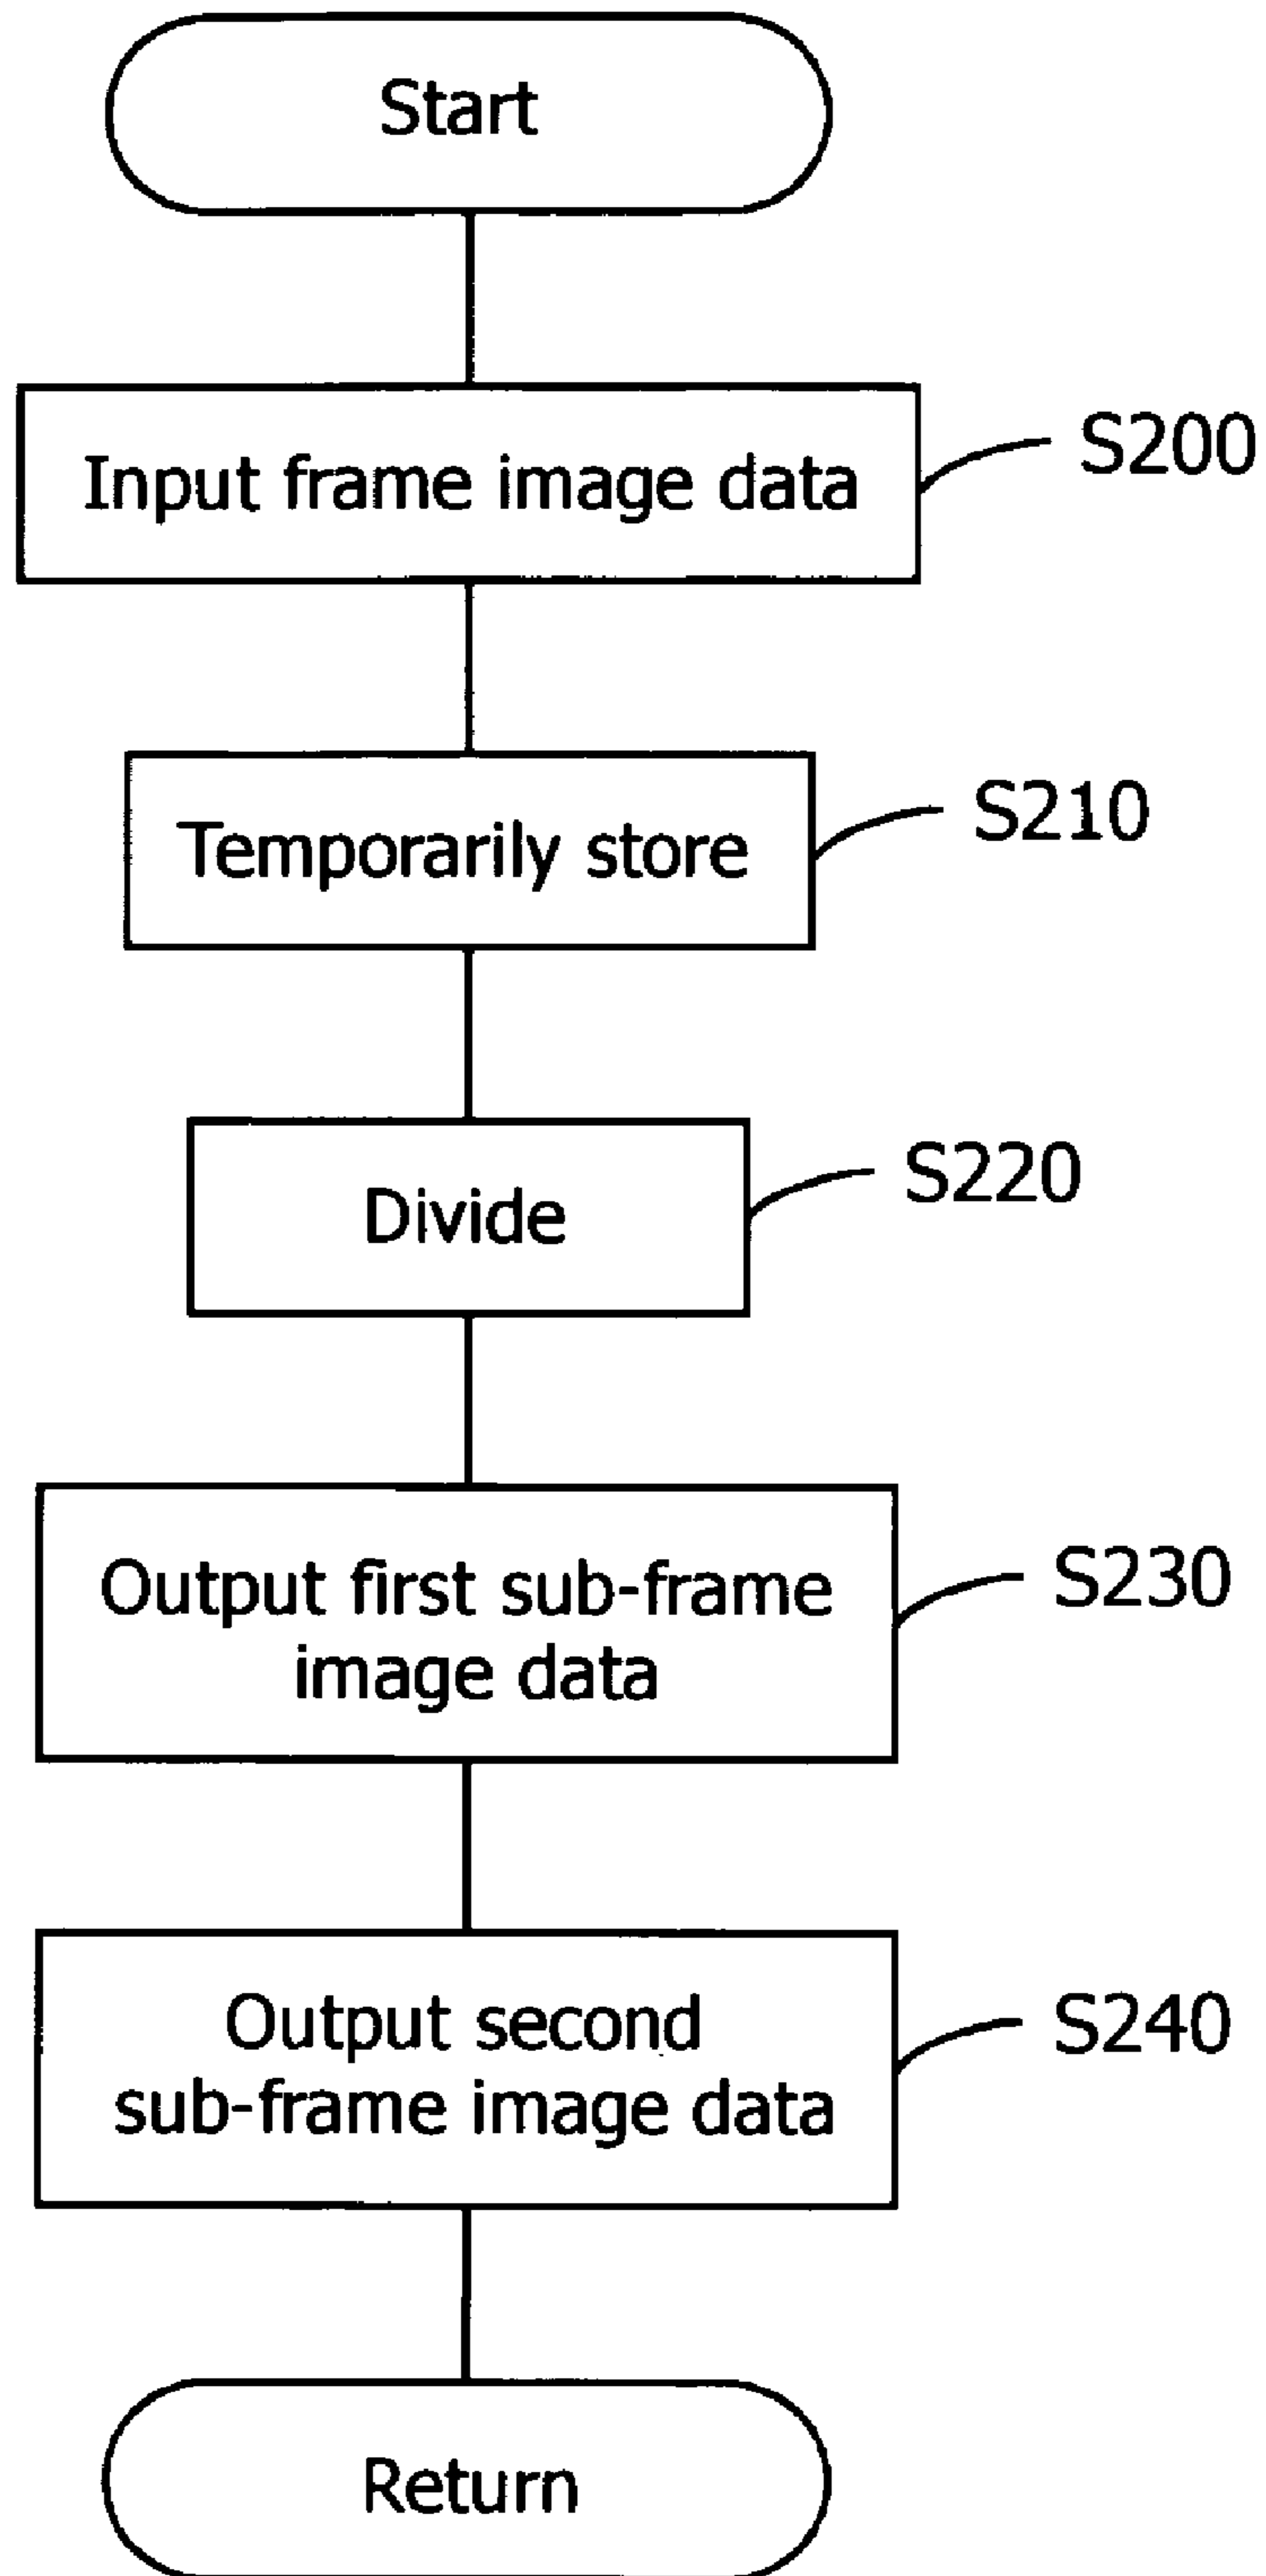 Start
Input frame image data
S200
Temporarily store
S210
Divide
S220
Output first sub-frame
image data
S230
Output second
sub-frame image data
S240
Return